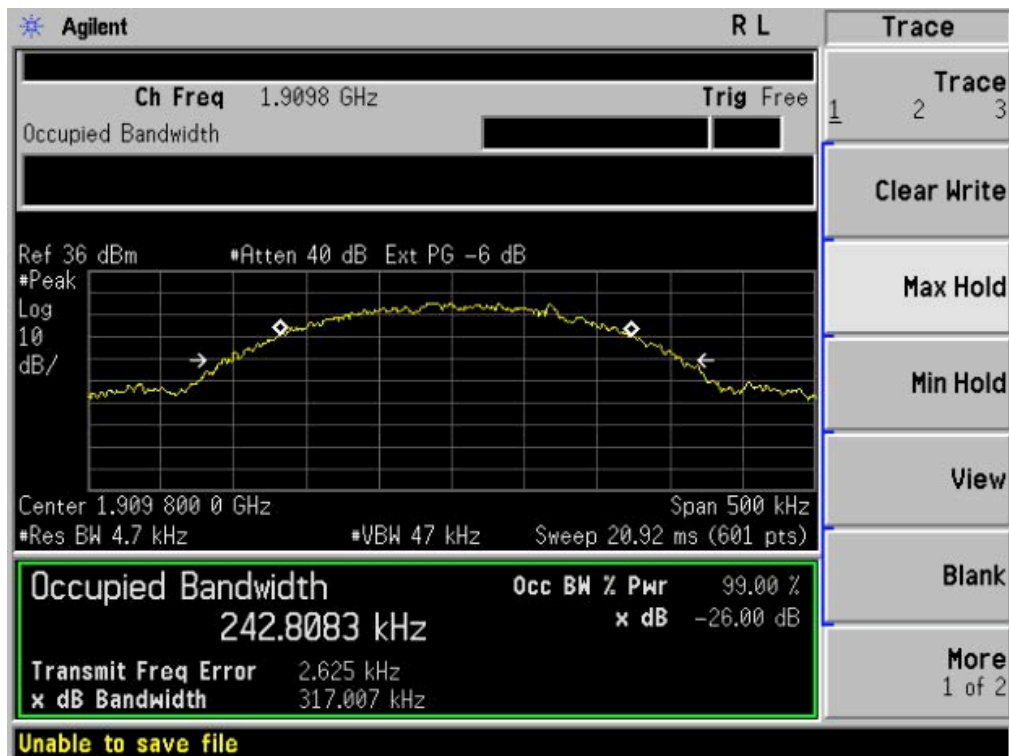 Agilent R L Trace
Ch Freq 1.9098 GHz Trig Free
Occupied Bandwidth
Ref 36 dBm #Atten 40 dB Ext PG -6 dB
#Peak
Log
10
dB/
Center 1.909 800 0 GHz Span 500 kHz
#Res BW 4.7 kHz #VBW 47 kHz Sweep 20.92 ms (601 pts)
Occupied Bandwidth Occ BW % Pwr 99.00 %
242.8083 kHz x dB -26.00 dB
Transmit Freq Error 2.625 kHz
x dB Bandwidth 317.007 kHz
Unable to save file
Trace
1 2 3
Clear Write
Max Hold
Min Hold
View
Blank
More
1 of 2